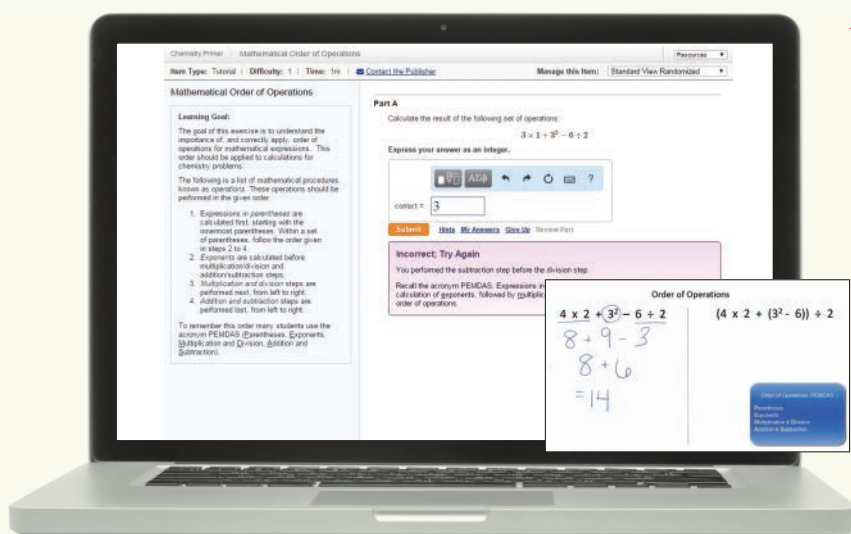 Chemistry Primer Mathematical Order of Operations
Resources
Item Type: Tutorial | Difficulty: 1 | Time: 1m | Contact the Publisher
Manage this Item: Standard View Randomized
Mathematical Order of Operations
Learning Goal:
The goal of this exercise is to understand the
importance of, and correctly apply, order of
operations for mathematical expressions. This
order should be applied to calculations for
chemistry problems.
The following is a list of mathematical procedures,
known as operations. These operations should be
performed in the given order:
1. Expressions in parentheses are
calculated first, starting with the
innermost parentheses. Within a set
of parentheses, follow the order given
in steps 2 to 4.
2. Exponents are calculated before
multiplication/division and
addition/subtraction steps.
3. Multiplication and division steps are
performed next, from left to right.
4. Addition and subtraction steps are
performed last, from left to right.
To remember this order many students use the
acronym PEMDAS (Parentheses, Exponents,
Multiplication and Division, Addition and
Subtraction).
Part A
Calculate the result of the following set of operations:
3 × 1 + 3² − 6 ÷ 2
Express your answer as an integer.
ΑΣΦ
?
correct = 3
Submit Hints My Answers Give Up Review Part
Incorrect; Try Again
You performed the subtraction step before the division step.
Recall the acronym PEMDAS. Expressions in
calculation of exponents, followed by multiplic
order of operations.
Order of Operations
4 x 2 + 3² − 6 ÷ 2
8 + 9 − 3
8 + 6
= 14
(4 x 2 + (3² - 6)) ÷ 2
Order of Operations: PEMDAS
Parentheses
Exponents
Multiplication & Division
Addition & Subtraction